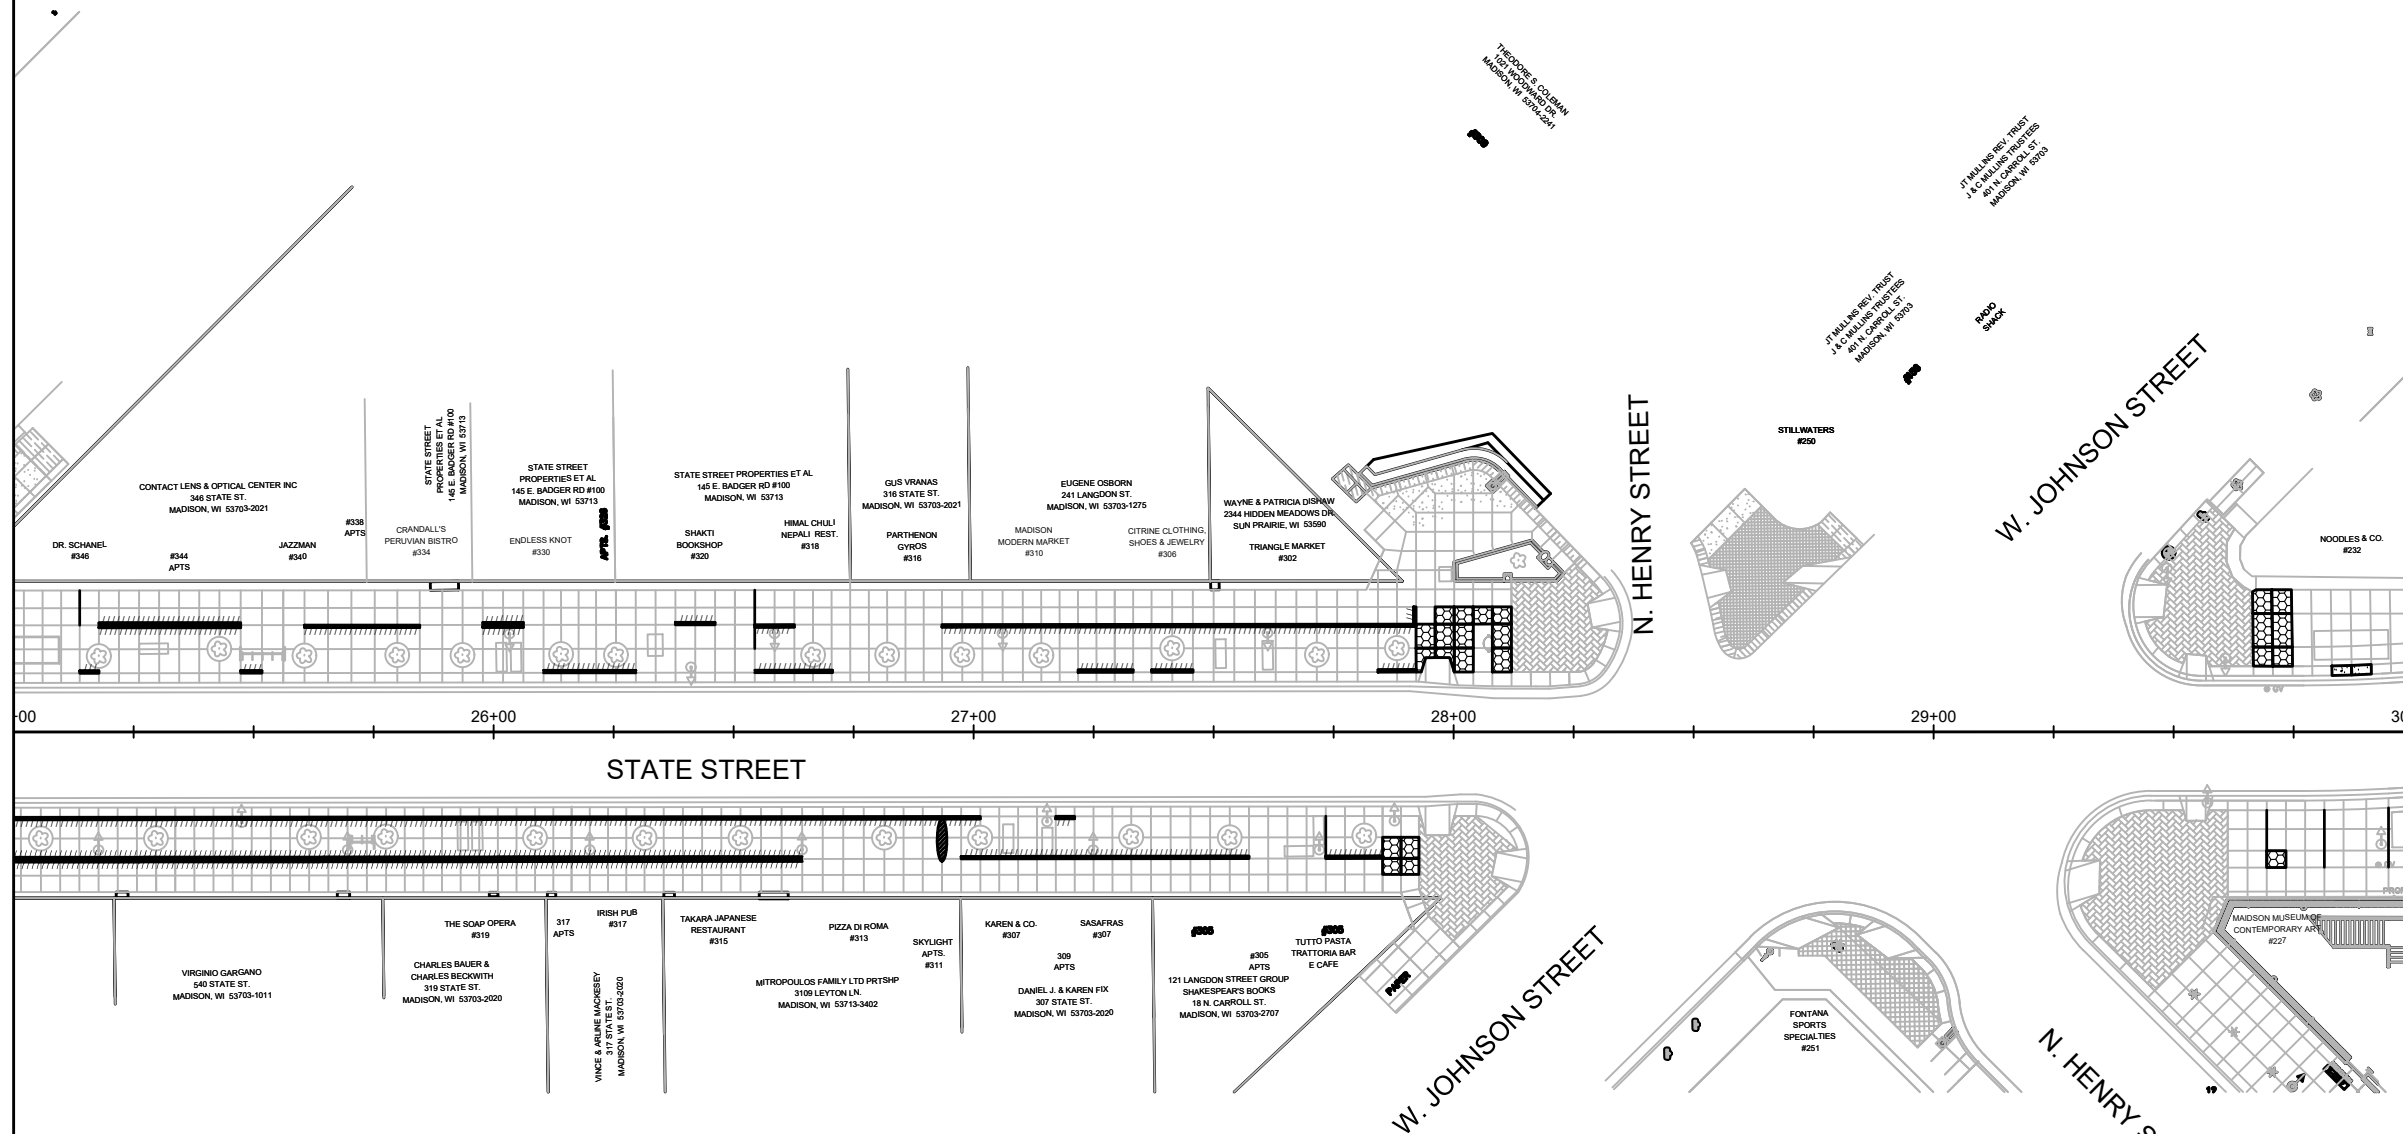 THEODORE S. COLEMAN
1021 WOODWARD DR.
MADISON, WI 53704-2241
JT MULLINS REV. TRUST
J & C MULLINS TRUSTEES
401 N. CARROLL ST.
MADISON, WI 53703
JT MULLINS REV. TRUST
J & C MULLINS TRUSTEES
401 N. CARROLL ST.
MADISON, WI 53703
RADIO
SHACK
W. JOHNSON STREET
N. HENRY STREET
STILLWATERS
#250
NOODLES & CO.
#232
CONTACT LENS & OPTICAL CENTER INC
346 STATE ST.
MADISON, WI 53703-2021
DR. SCHANEL
#346
#344
APTS
JAZZMAN
#340
#338
APTS
CRANDALL'S
PERUVIAN BISTRO
#334
STATE STREET
PROPERTIES ET AL
145 E. BADGER RD #100
MADISON, WI 53713
STATE STREET
PROPERTIES ET AL
145 E. BADGER RD #100
MADISON, WI 53713
ENDLESS KNOT
#330
APTS.
STATE STREET PROPERTIES ET AL
145 E. BADGER RD #100
MADISON, WI 53713
SHAKTI
BOOKSHOP
#320
HIMAL CHULI
NEPALI REST.
#318
GUS VRANAS
316 STATE ST.
MADISON, WI 53703-2021
PARTHENON
GYROS
#316
EUGENE OSBORN
241 LANGDON ST.
MADISON, WI 53703-1275
MADISON
MODERN MARKET
#310
CITRINE CLOTHING,
SHOES & JEWELRY
#306
WAYNE & PATRICIA DISHAW
2344 HIDDEN MEADOWS DR
SUN PRAIRIE, WI 53590
TRIANGLE MARKET
#302
+00
26+00
27+00
28+00
29+00
30
STATE STREET
VIRGINIO GARGANO
540 STATE ST.
MADISON, WI 53703-1011
THE SOAP OPERA
#319
CHARLES BAUER &
CHARLES BECKWITH
319 STATE ST.
MADISON, WI 53703-2020
317
APTS
IRISH PUB
#317
VINCE & ARLINE MACKESEY
317 STATE ST.
MADISON, WI 53703-2020
TAKARA JAPANESE
RESTAURANT
#315
PIZZA DI ROMA
#313
SKYLIGHT
APTS.
#311
MITROPOULOS FAMILY LTD PRTSHP
3109 LEYTON LN.
MADISON, WI 53713-3402
KAREN & CO.
#307
SASAFRAS
#307
309
APTS
DANIEL J. & KAREN FIX
307 STATE ST.
MADISON, WI 53703-2020
#305
#305
APTS
121 LANGDON STREET GROUP
SHAKESPEAR'S BOOKS
18 N. CARROLL ST.
MADISON, WI 53703-2707
#305
TUTTO PASTA
TRATTORIA BAR
E CAFE
PAPER
W. JOHNSON STREET
FONTANA
SPORTS
SPECIALTIES
#251
MAIDSON MUSEUM OF
CONTEMPORARY ART
#227
N. HENRY S
19